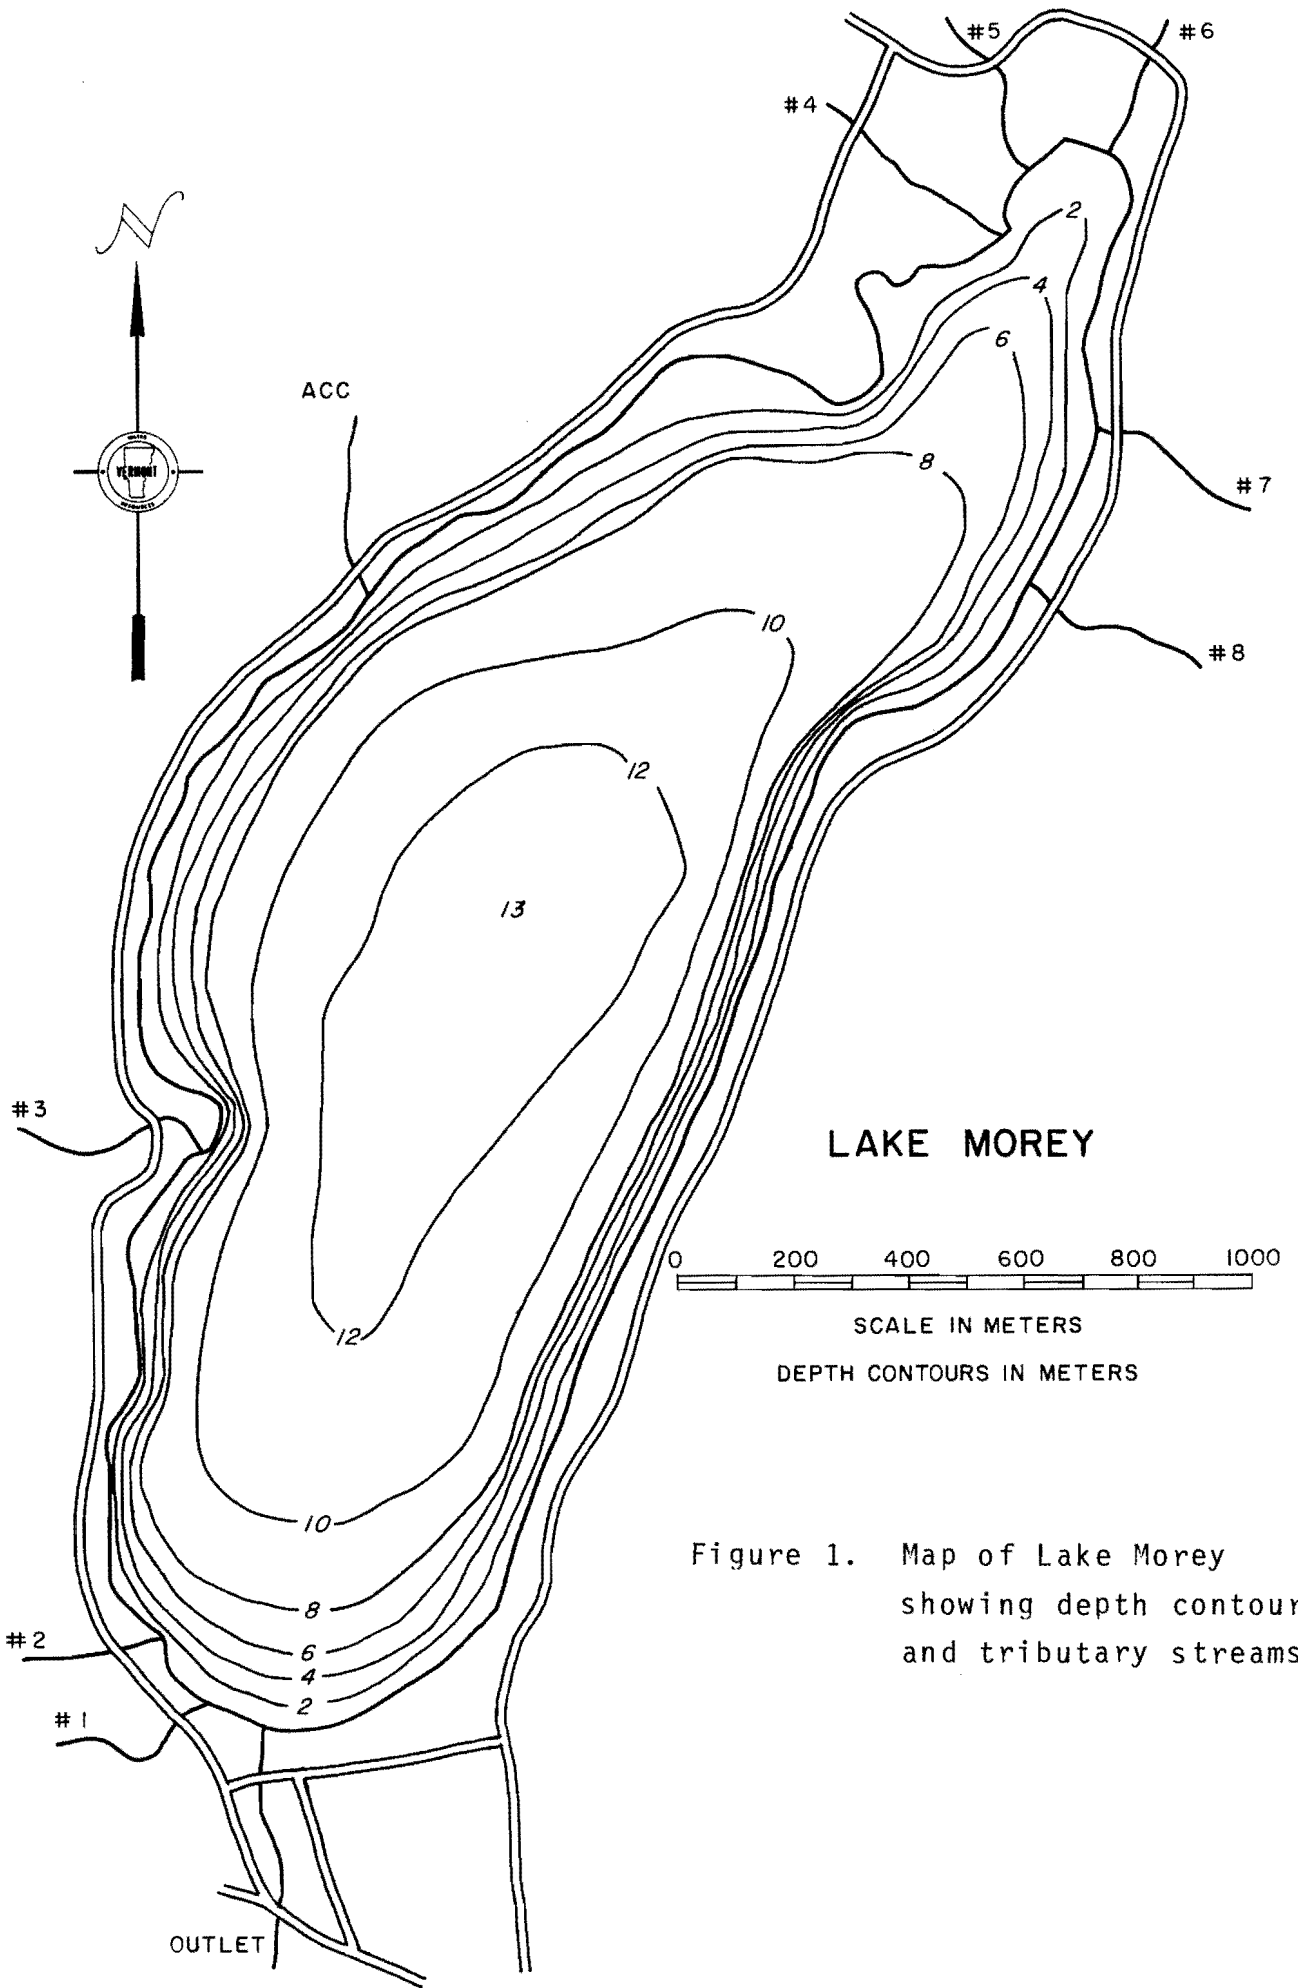 #5
#6
#4
N
2
4
6
ACC
8
VERMONT
#7
10
#8
12
13
#3
LAKE MOREY
0 200 400 600 800 1000
SCALE IN METERS
12
DEPTH CONTOURS IN METERS
10
Figure 1. Map of Lake Morey
showing depth contour
and tributary streams
8
#2
6
4
2
#1
OUTLET